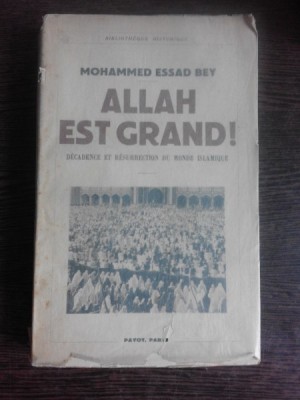 BIBLIOTHÈQUE HISTORIQUE
MOHAMMED ESSAD BEY
ALLAH
EST GRAND!
DÉCADENCE ET RÉSURRECTION DU MONDE ISLAMIQUE
PAYOT, PARIS